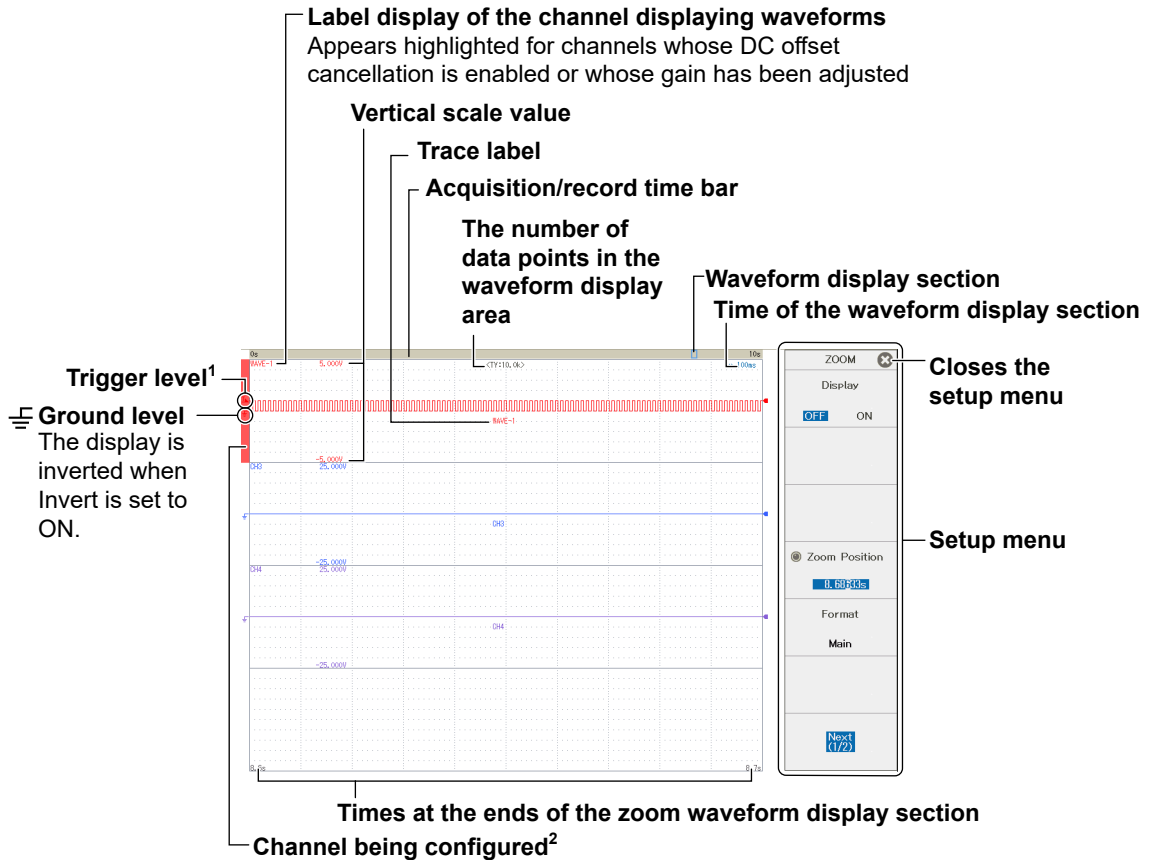 Label display of the channel displaying waveforms
Appears highlighted for channels whose DC offset
cancellation is enabled or whose gain has been adjusted
Vertical scale value
Trace label
Acquisition/record time bar
The number of
data points in the
waveform display
area
Waveform display section
Time of the waveform display section
0s
10s
WAVE-1
5.000V
<TY:10.0k>
100ms
Trigger level1
Ground level
The display is
inverted when
Invert is set to
ON.
WAVE-1
-5.000V
CH3
25.000V
CH3
-25.000V
CH4
25.000V
CH4
-25.000V
ZOOM
Closes the
setup menu
Display
OFF ON
Setup menu
Zoom Position
Format
Main
Next
(1/2)
Times at the ends of the zoom waveform display section
Channel being configured2